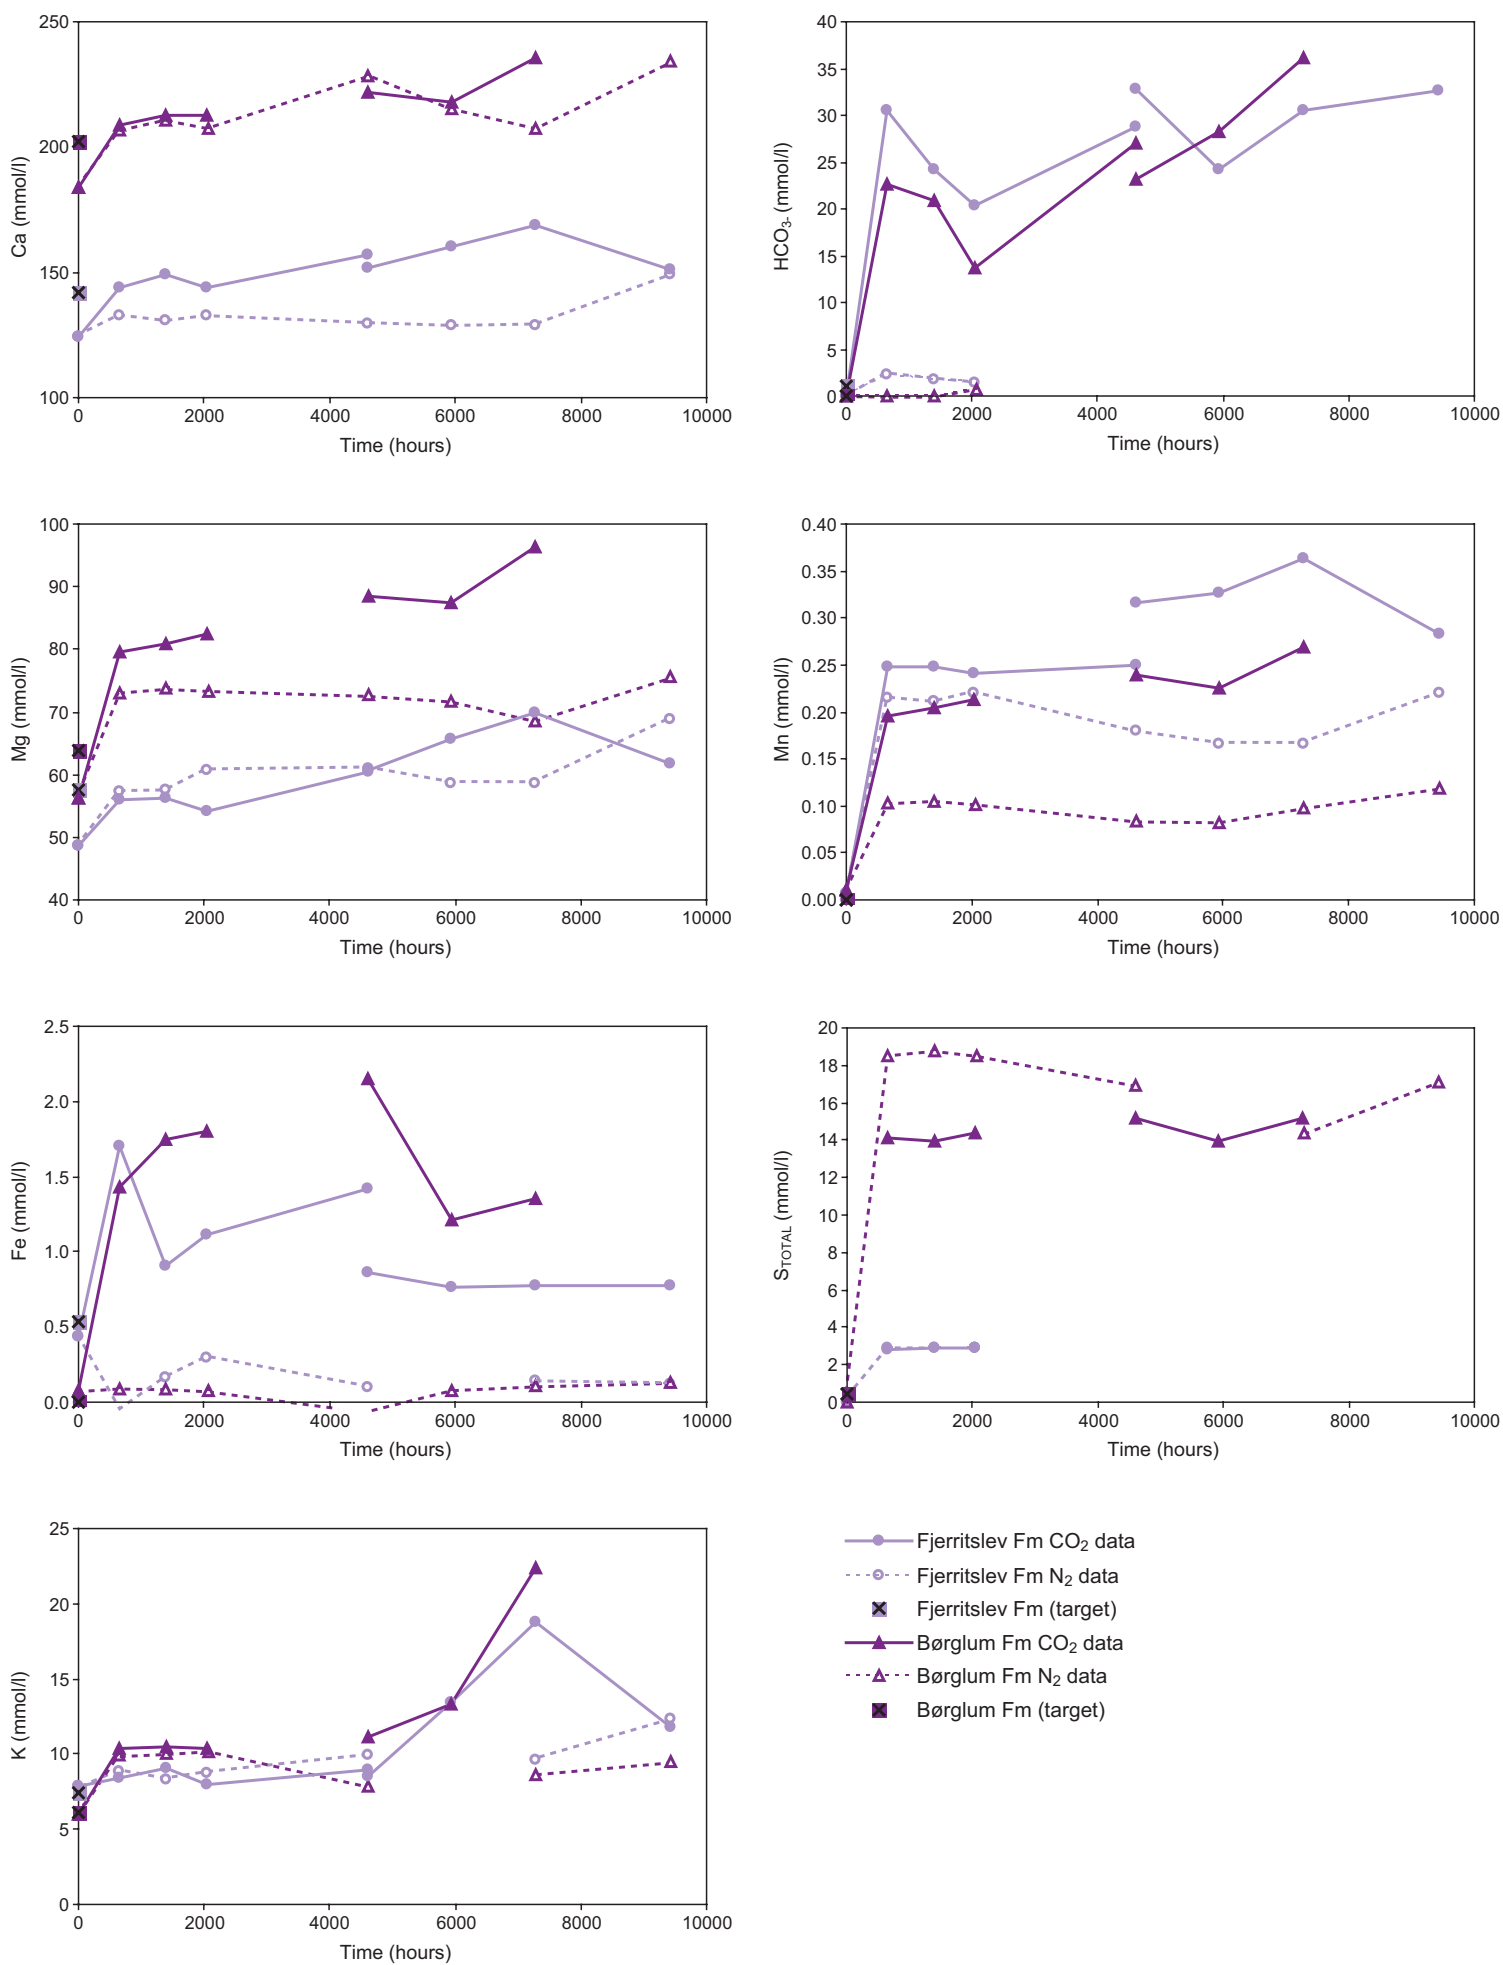 250
200
150
100
Ca (mmol/l)
0 2000 4000 6000 8000 10000
Time (hours)
40
35
30
25
20
15
10
5
0
HCO3- (mmol/l)
0 2000 4000 6000 8000 10000
Time (hours)
100
90
80
70
60
50
40
Mg (mmol/l)
0 2000 4000 6000 8000 10000
Time (hours)
0.40
0.35
0.30
0.25
0.20
0.15
0.10
0.05
0.00
Mn (mmol/l)
0 2000 4000 6000 8000 10000
Time (hours)
2.5
2.0
1.5
1.0
0.5
0.0
Fe (mmol/l)
0 2000 4000 6000 8000 10000
Time (hours)
20
18
16
14
12
10
8
6
4
2
0
STOTAL (mmol/l)
0 2000 4000 6000 8000 10000
Time (hours)
25
20
15
10
5
0
K (mmol/l)
0 2000 4000 6000 8000 10000
Time (hours)
Fjerritslev Fm CO2 data
Fjerritslev Fm N2 data
Fjerritslev Fm (target)
Børglum Fm CO2 data
Børglum Fm N2 data
Børglum Fm (target)